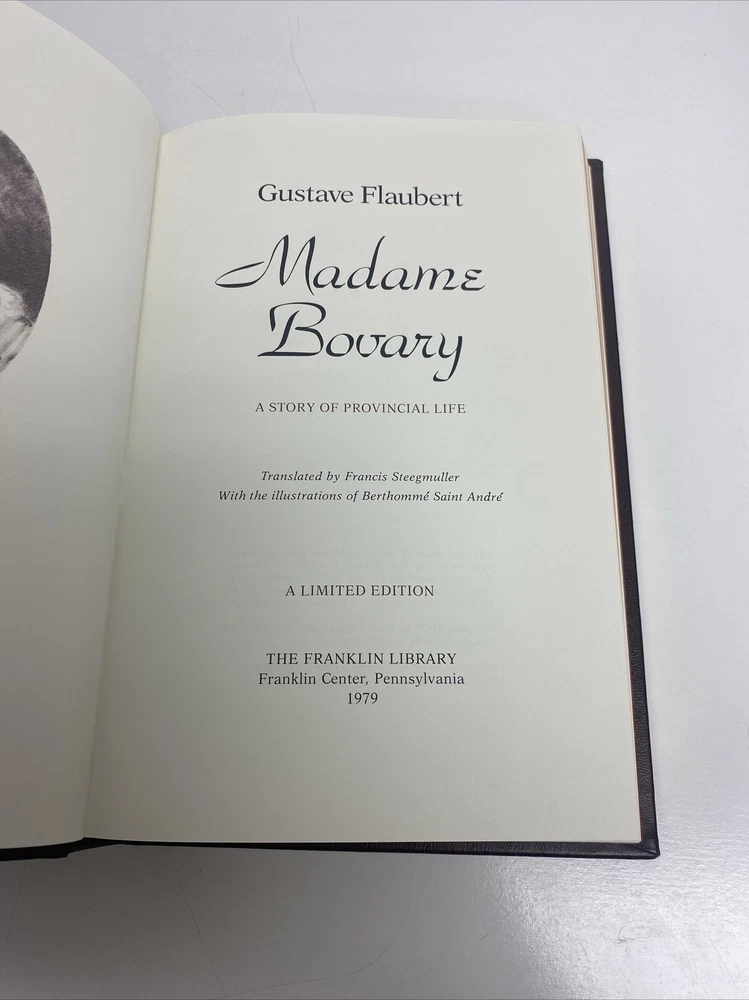 Gustave Flaubert
Madame
Bovary
A STORY OF PROVINCIAL LIFE
Translated by Francis Steegmuller
With the illustrations of Berthommé Saint André
A LIMITED EDITION
THE FRANKLIN LIBRARY
Franklin Center, Pennsylvania
1979